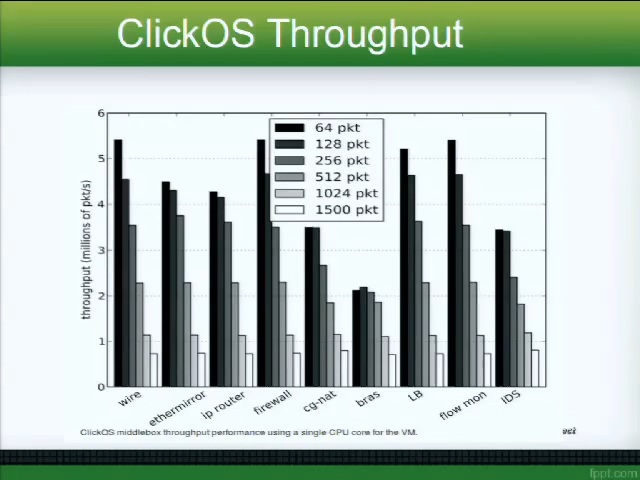 ClickOS Throughput
6
5
4
3
2
1
0
throughput (millions of pkt/s)
64 pkt
128 pkt
256 pkt
512 pkt
1024 pkt
1500 pkt
wire
ethermirror
ip router
firewall
cg-nat
bras
LB
flow mon
IDS
ClickOS middlebox throughput performance using a single CPU core for the VM.
fppt.com